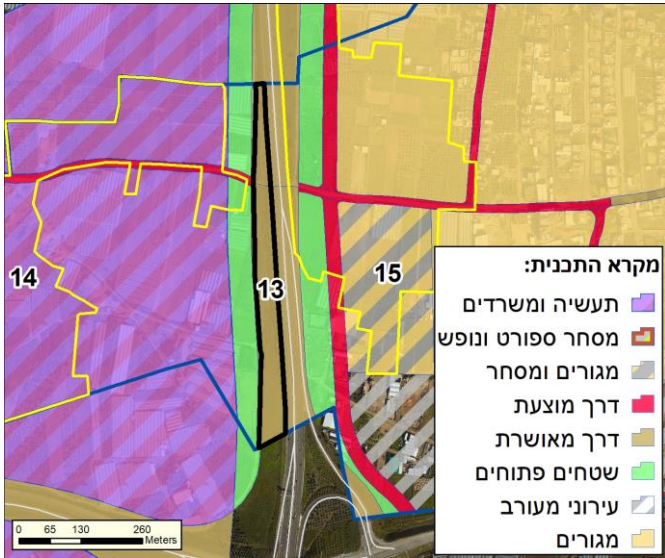 14
13
15
מקרא התכנית:
תעשיה ומשרדים
מסחר ספורט ונופש
מגורים ומסחר
דרך מוצעת
דרך מאושרת
שטחים פתוחים
עירוני מעורב
מגורים
0 65 130 260
Meters